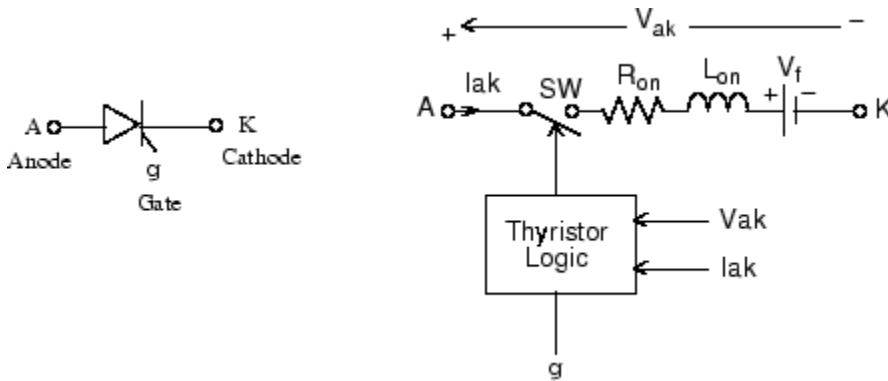 A K
Anode Cathode
g
Gate
+ Vak −
Iak SW Ron Lon Vf
A + − K
Thyristor
Logic
Vak
Iak
g